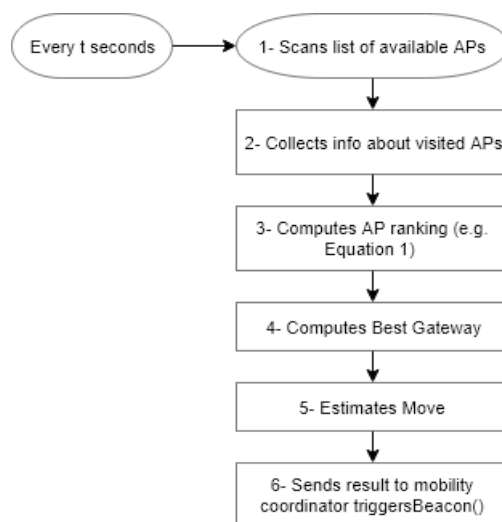 Every t seconds
1- Scans list of available APs
2- Collects info about visited APs
3- Computes AP ranking (e.g.
Equation 1)
4- Computes Best Gateway
5- Estimates Move
6- Sends result to mobility
coordinator triggersBeacon()